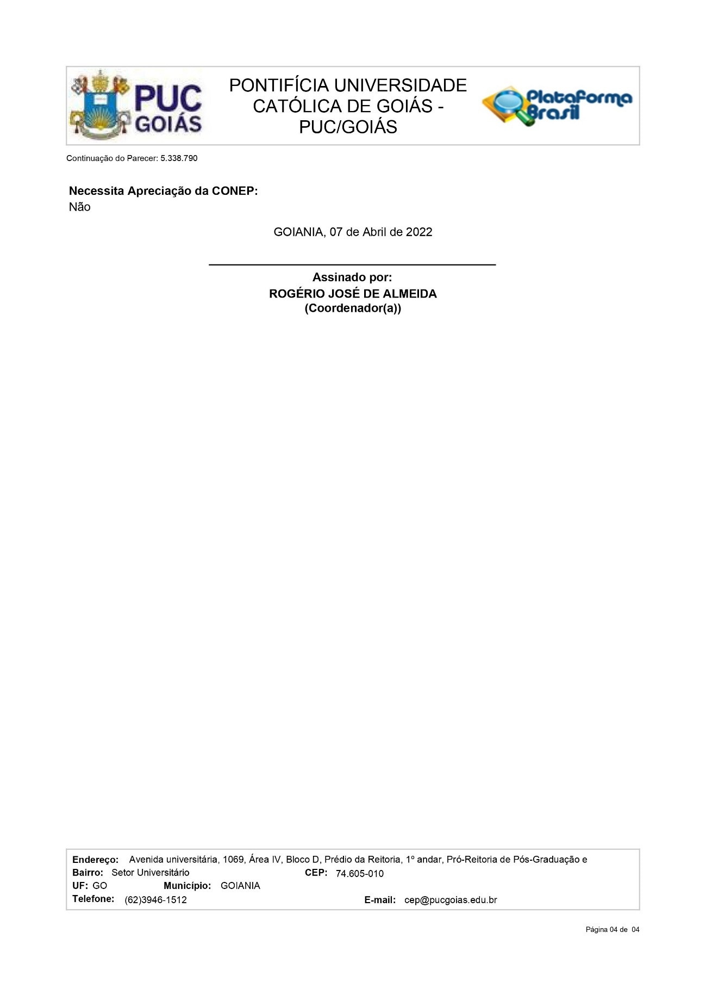 PUC
GOIÁS
PONTIFÍCIA UNIVERSIDADE
CATÓLICA DE GOIÁS -
PUC/GOIÁS
Plataforma
Brasil
Continuação do Parecer: 5.338.790
Necessita Apreciação da CONEP:
Não
GOIANIA, 07 de Abril de 2022
Assinado por:
ROGÉRIO JOSÉ DE ALMEIDA
(Coordenador(a))
Endereço: Avenida universitária, 1069, Área IV, Bloco D, Prédio da Reitoria, 1º andar, Pró-Reitoria de Pós-Graduação e
Bairro: Setor Universitário CEP: 74.605-010
UF: GO Município: GOIANIA
Telefone: (62)3946-1512 E-mail: cep@pucgoias.edu.br
Página 04 de 04